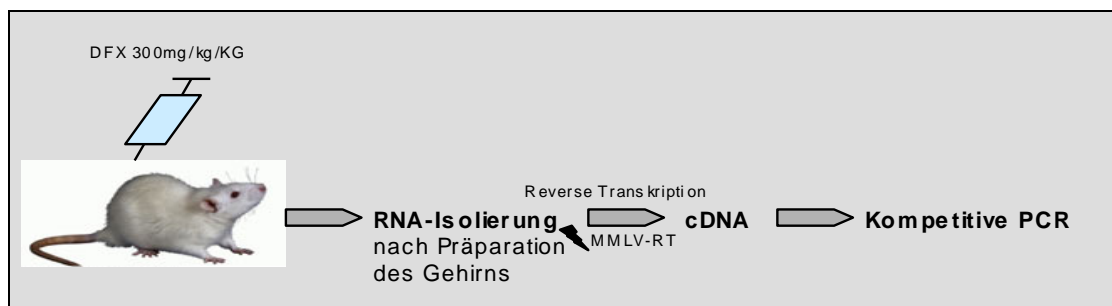 DFX 300mg/kg/KG
Reverse Transkription
RNA-Isolierung
MMLV-RT
cDNA
Kompetitive PCR
nach Präparation
des Gehirns